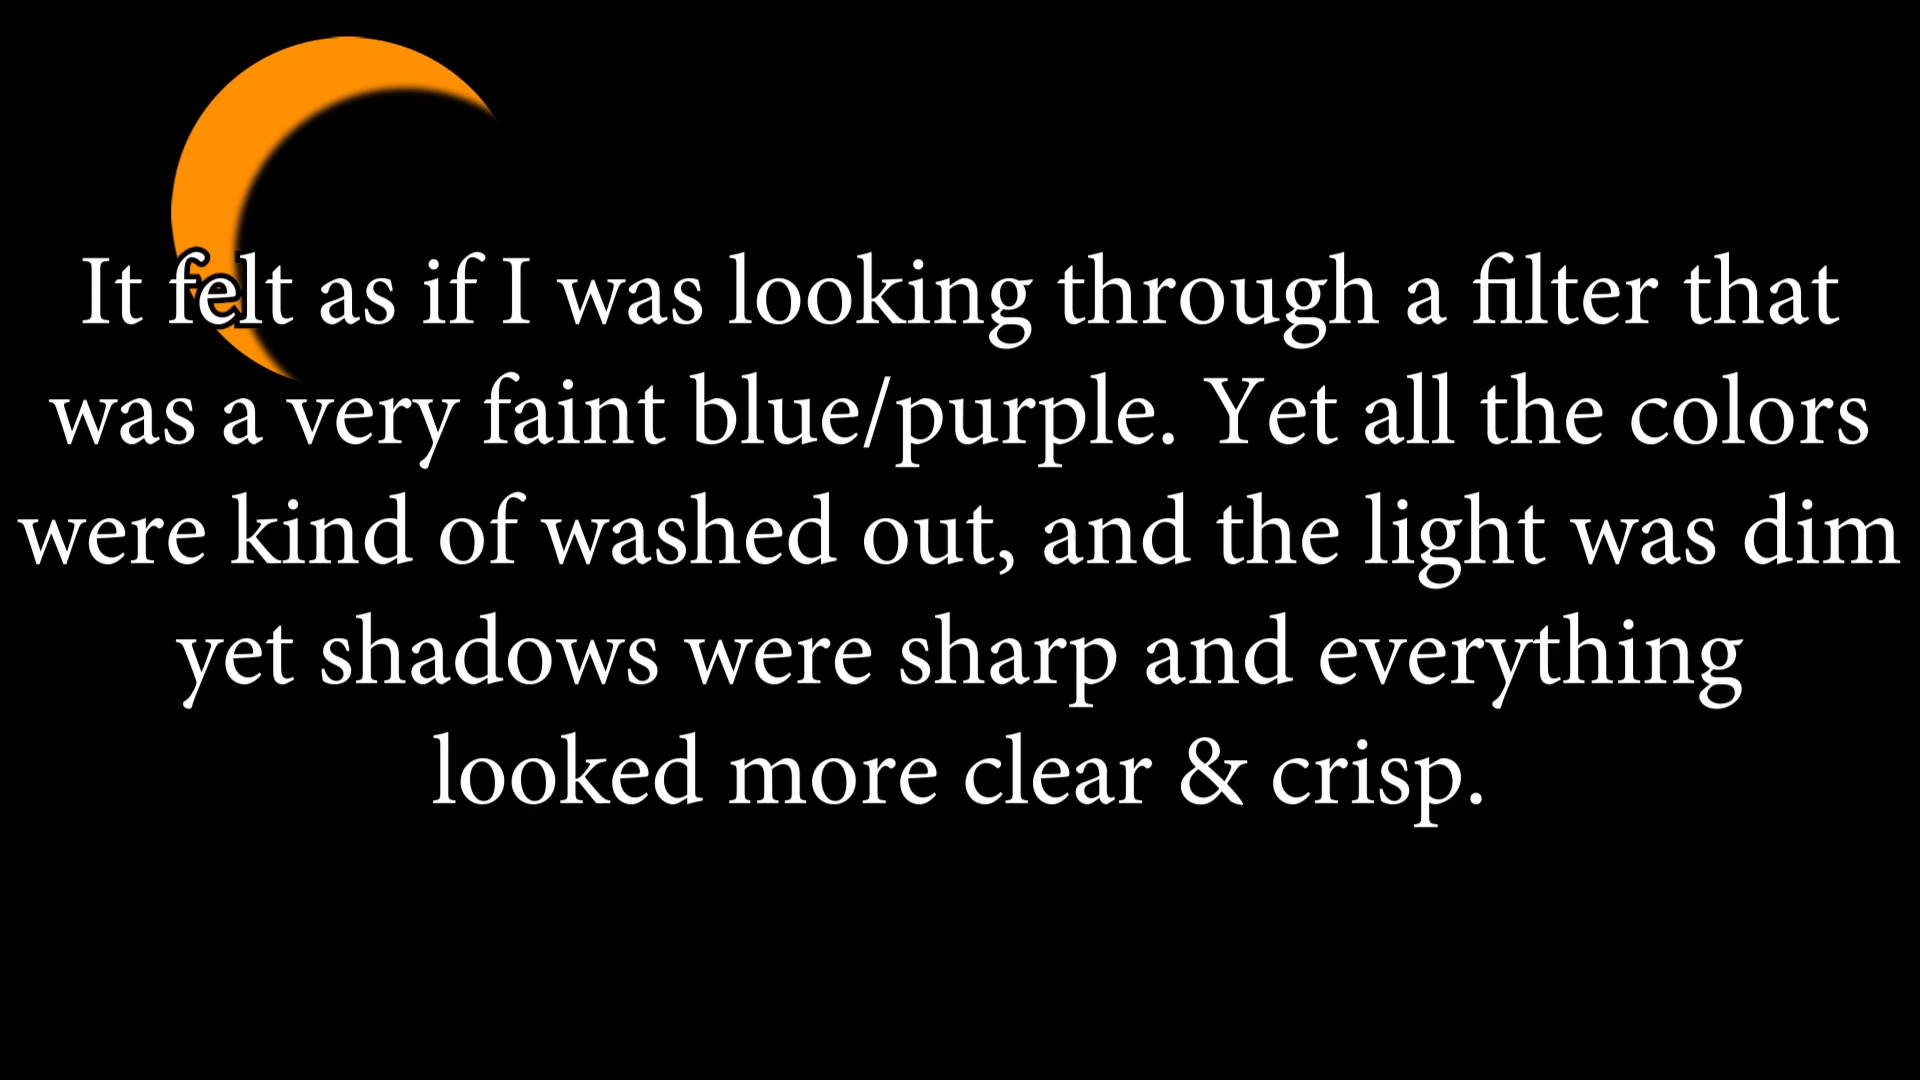 It felt as if I was looking through a filter that
was a very faint blue/purple. Yet all the colors
were kind of washed out, and the light was dim
yet shadows were sharp and everything
looked more clear & crisp.